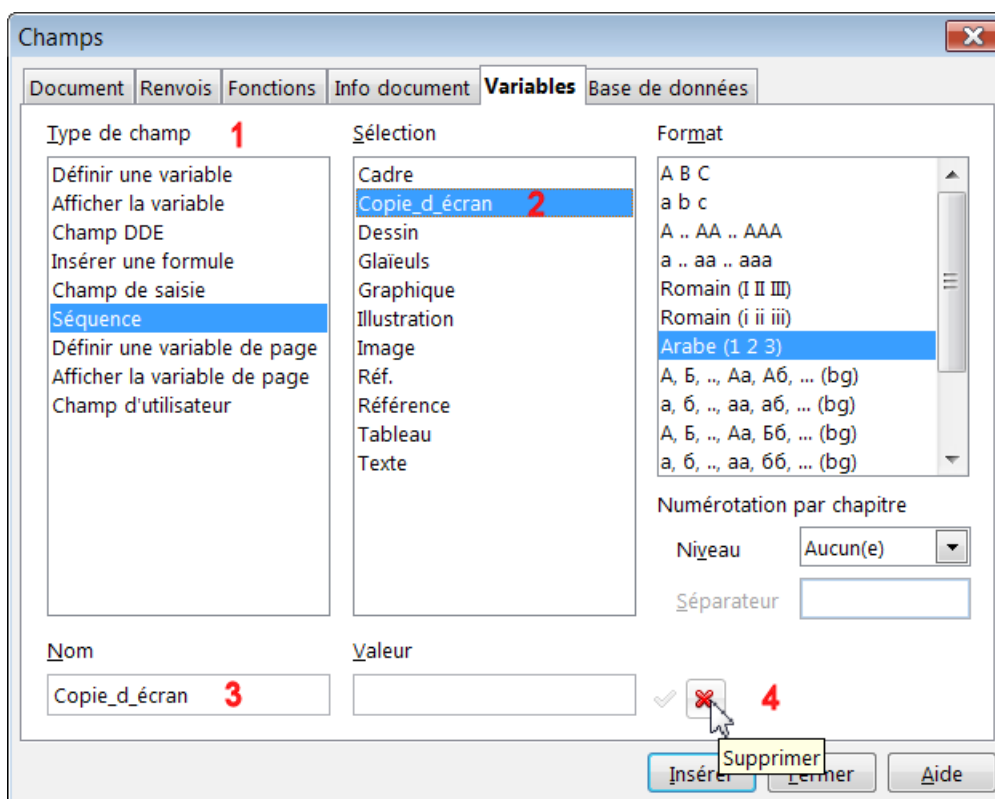 Champs
Document Renvois Fonctions Info document Variables Base de données
Type de champ 1
Définir une variable
Afficher la variable
Champ DDE
Insérer une formule
Champ de saisie
Séquence
Définir une variable de page
Afficher la variable de page
Champ d'utilisateur
Sélection
Cadre
Copie_d_écran 2
Dessin
Glaïeuls
Graphique
Illustration
Image
Réf.
Référence
Tableau
Texte
Format
A B C
a b c
A .. AA .. AAA
a .. aa .. aaa
Romain (I II III)
Romain (i ii iii)
Arabe (1 2 3)
А, Б, .., Аа, Аб, ... (bg)
а, б, .., аа, аб, ... (bg)
А, Б, .., Аа, Бб, ... (bg)
а, б, .., аа, бб, ... (bg)
Numérotation par chapitre
Niveau Aucun(e)
Séparateur
Nom
Copie_d_écran 3
Valeur
4
Supprimer
Insérer Fermer Aide